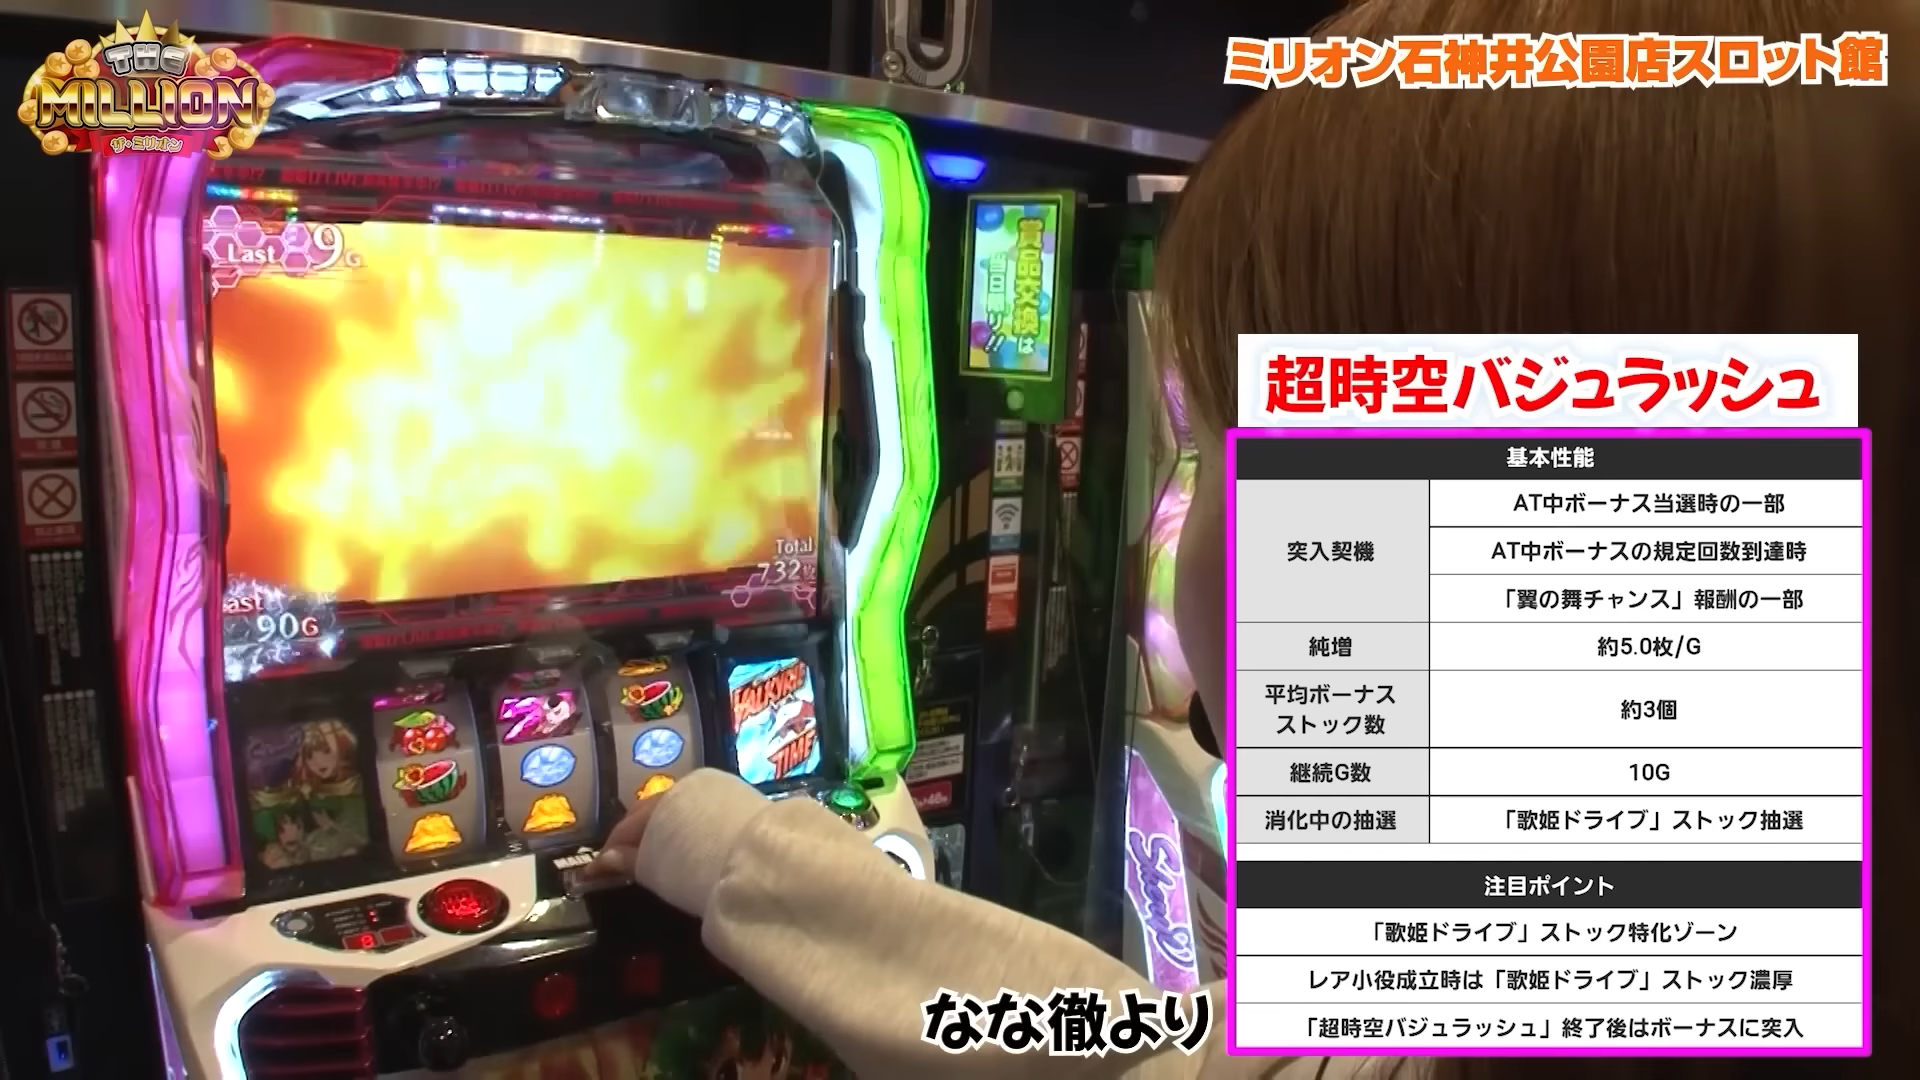 THE
MILLION
ザ・ミリオン
ミリオン石神井公園店スロット館
Last 9G
賞品交換は
当日限り!!
Total
732枚
Last
90G
VALKYRIE
TIME
超時空バジュラッシュ
基本性能
突入契機
AT中ボーナス当選時の一部
AT中ボーナスの規定回数到達時
「翼の舞チャンス」報酬の一部
純増
約5.0枚/G
平均ボーナス
ストック数
約3個
継続G数
10G
消化中の抽選
「歌姫ドライブ」ストック抽選
注目ポイント
「歌姫ドライブ」ストック特化ゾーン
レア小役成立時は「歌姫ドライブ」ストック濃厚
「超時空バジュラッシュ」終了後はボーナスに突入
なな徹より